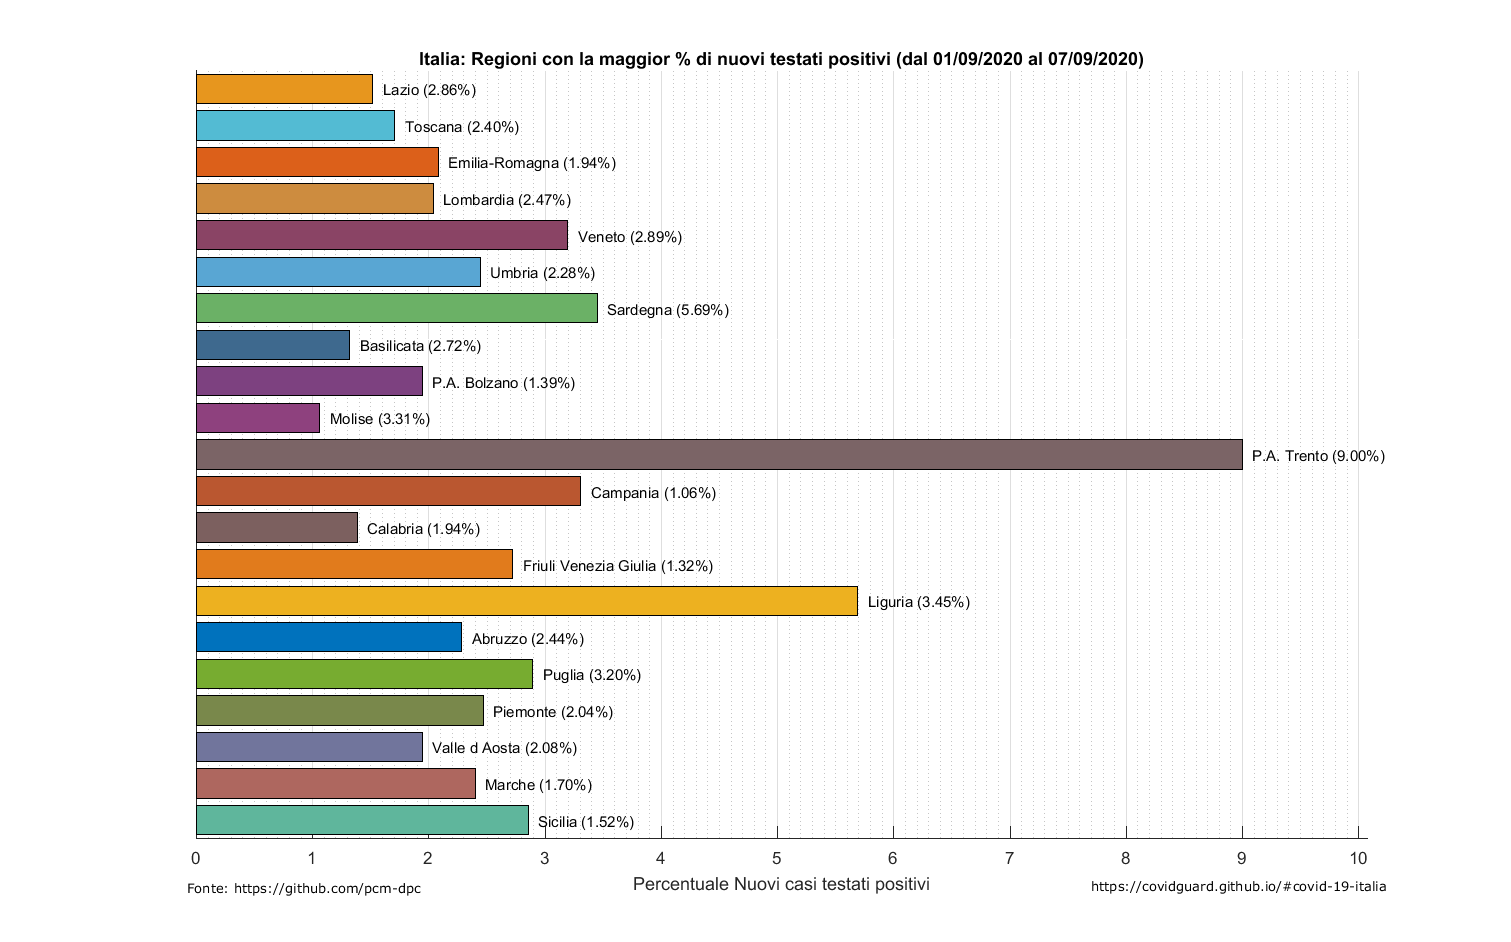 Italia: Regioni con la maggior % di nuovi testati positivi (dal 01/09/2020 al 07/09/2020)
Lazio (2.86%)
Toscana (2.40%)
Emilia-Romagna (1.94%)
Lombardia (2.47%)
Veneto (2.89%)
Umbria (2.28%)
Sardegna (5.69%)
Basilicata (2.72%)
P.A. Bolzano (1.39%)
Molise (3.31%)
P.A. Trento (9.00%)
Campania (1.06%)
Calabria (1.94%)
Friuli Venezia Giulia (1.32%)
Liguria (3.45%)
Abruzzo (2.44%)
Puglia (3.20%)
Piemonte (2.04%)
Valle d Aosta (2.08%)
Marche (1.70%)
Sicilia (1.52%)
0 1 2 3 4 5 6 7 8 9 10
Percentuale Nuovi casi testati positivi
Fonte: https://github.com/pcm-dpc
https://covidguard.github.io/#covid-19-italia